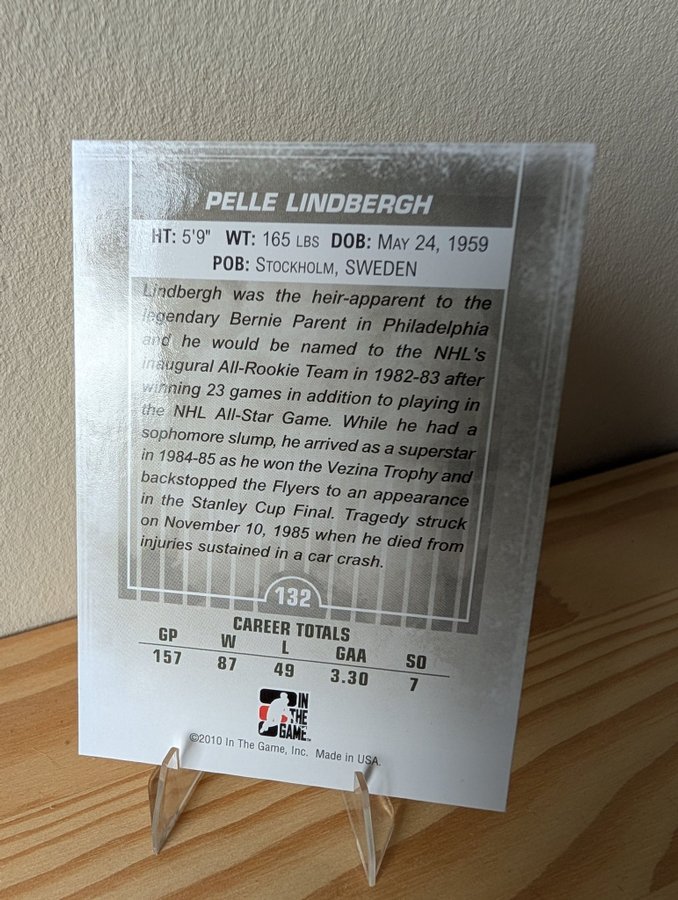 PELLE LINDBERGH
HT: 5'9" WT: 165 LBS DOB: MAY 24, 1959
POB: STOCKHOLM, SWEDEN
Lindbergh was the heir-apparent to the
legendary Bernie Parent in Philadelphia
and he would be named to the NHL's
inaugural All-Rookie Team in 1982-83 after
winning 23 games in addition to playing in
the NHL All-Star Game. While he had a
sophomore slump, he arrived as a superstar
in 1984-85 as he won the Vezina Trophy and
backstopped the Flyers to an appearance
in the Stanley Cup Final. Tragedy struck
on November 10, 1985 when he died from
injuries sustained in a car crash.
132
CAREER TOTALS
GP W L GAA SO
157 87 49 3.30 7
IN
THE
GAME
©2010 In The Game, Inc. Made in USA.